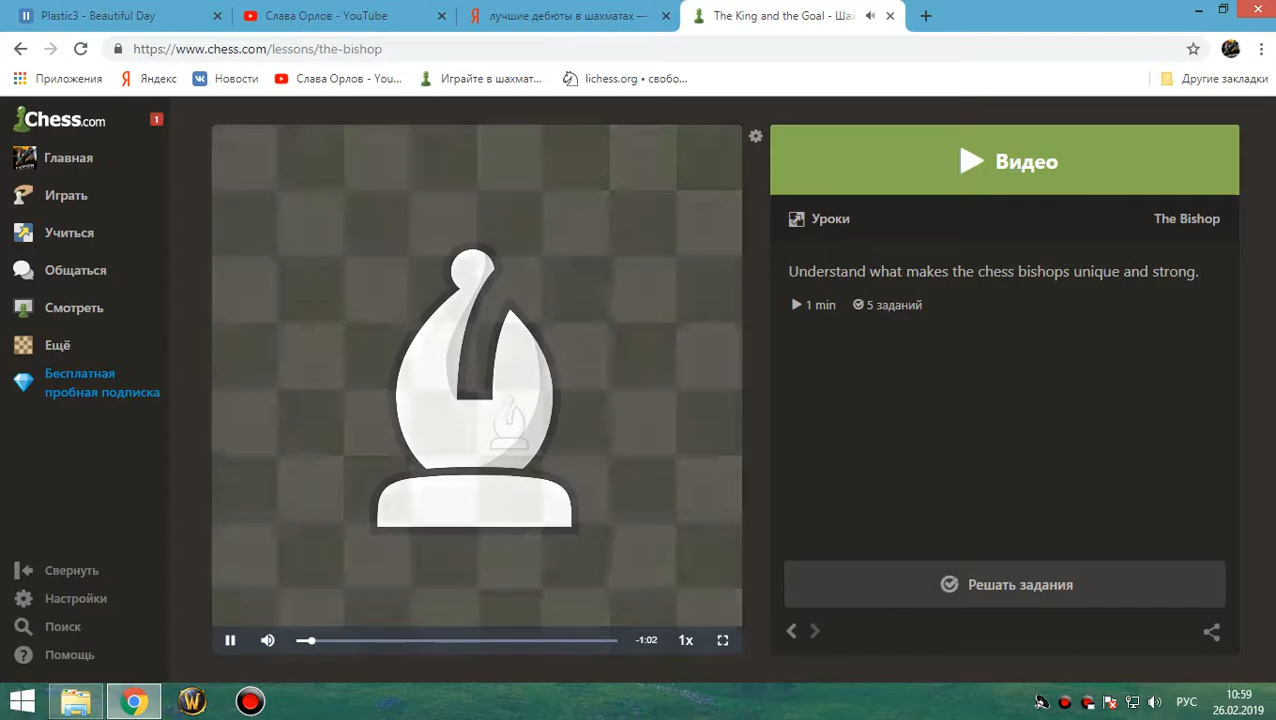 Plastic3 - Beautiful Day
Слава Орлов - YouTube
лучшие дебюты в шахматах —
The King and the Goal - Ша
https://www.chess.com/lessons/the-bishop
Приложения
Яндекс
Новости
Слава Орлов - You...
Играйте в шахмат...
lichess.org • свобо...
Другие закладки
Chess.com
1
Главная
Играть
Учиться
Общаться
Смотреть
Ещё
Бесплатная
пробная подписка
Свернуть
Настройки
Поиск
Помощь
-1:02
1x
Видео
Уроки
The Bishop
Understand what makes the chess bishops unique and strong.
1 min
5 заданий
Решать задания
РУС
10:59
26.02.2019